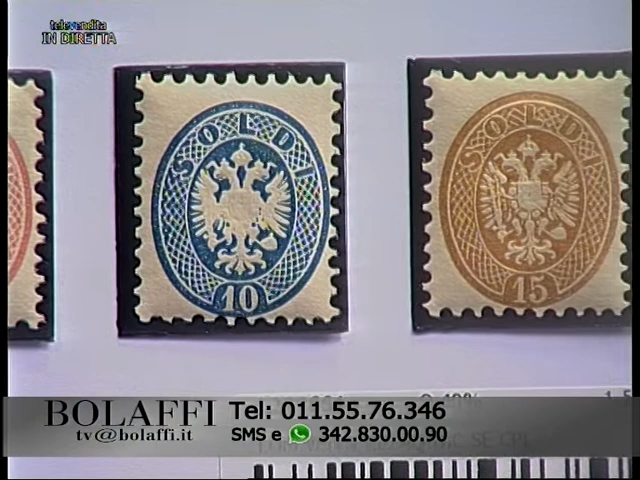 televendita
IN DIRETTA
SOLDI
10
SOLDI
15
BOLAFFI
tv@bolaffi.it
Tel: 011.55.76.346
SMS e 342.830.00.90